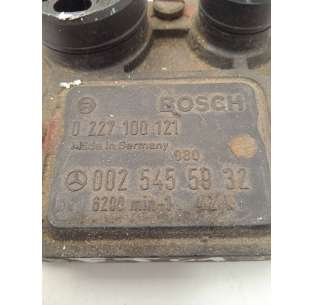 BOSCH
0 227 100 121
Made in Germany
080
002 545 59 32
6200 min-1